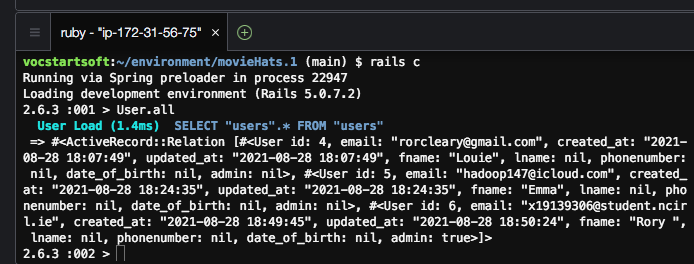 ruby - "ip-172-31-56-75"
vocstartsoft:~/environment/movieHats.1 (main) $ rails c
Running via Spring preloader in process 22947
Loading development environment (Rails 5.0.7.2)
2.6.3 :001 > User.all
User Load (1.4ms)  SELECT "users".* FROM "users"
=> #<ActiveRecord::Relation [#<User id: 4, email: "rorcleary@gmail.com", created_at: "2021-
08-28 18:07:49", updated_at: "2021-08-28 18:07:49", fname: "Louie", lname: nil, phonenumber:
nil, date_of_birth: nil, admin: nil>, #<User id: 5, email: "hadoop147@icloud.com", created_
at: "2021-08-28 18:24:35", updated_at: "2021-08-28 18:24:35", fname: "Emma", lname: nil, pho
nenumber: nil, date_of_birth: nil, admin: nil>, #<User id: 6, email: "x19139306@student.ncir
l.ie", created_at: "2021-08-28 18:49:45", updated_at: "2021-08-28 18:50:24", fname: "Rory ",
lname: nil, phonenumber: nil, date_of_birth: nil, admin: true>]>
2.6.3 :002 >